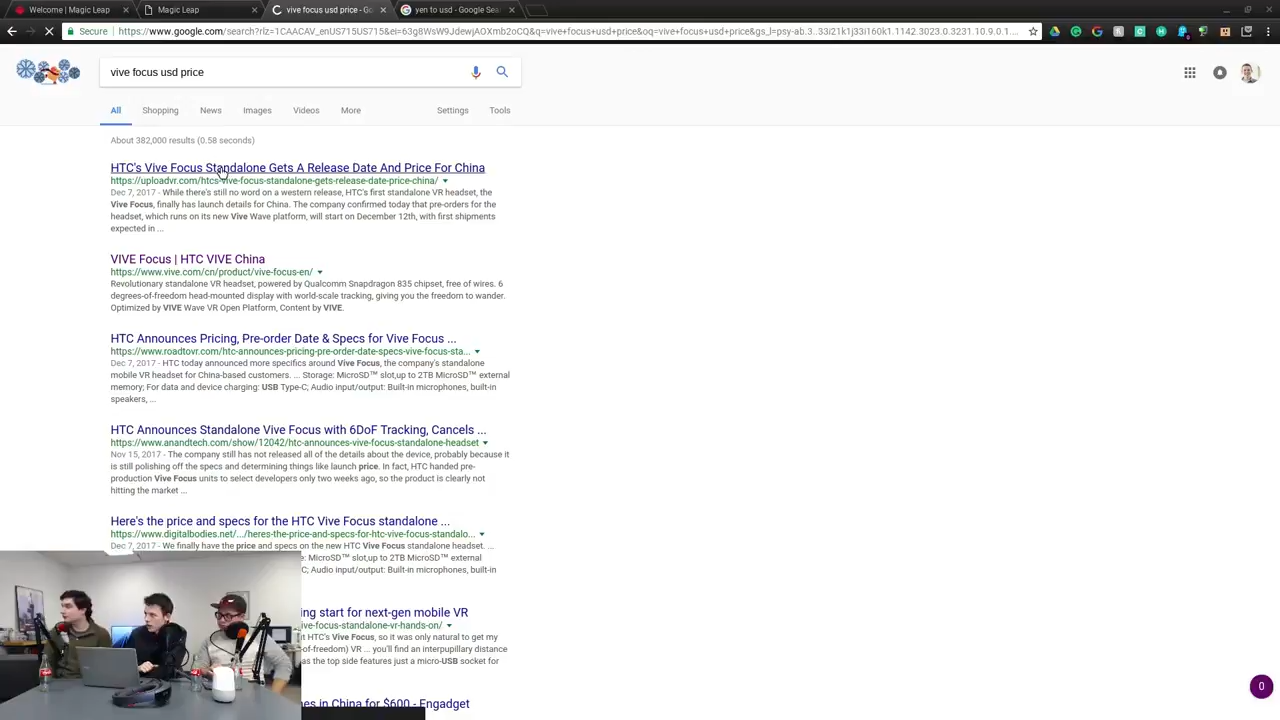 Welcome | Magic Leap
Magic Leap
vive focus usd price - Go
yen to usd - Google Sea
Secure
https://www.google.com/search?rlz=1CAACAV_enUS715US715&ei=63g8WsW9JdewjAOXmb2oCQ&q=vive+focus+usd+price&oq=vive+focus+usd+price&gs_l=psy-ab.3..33i21k1j33i160k1.1142.3023.0.3231.10.9.0.1...
vive focus usd price
All Shopping News Images Videos More Settings Tools
About 382,000 results (0.58 seconds)
HTC's Vive Focus Standalone Gets A Release Date And Price For China
https://uploadvr.com/htcs-vive-focus-standalone-gets-release-date-price-china/
Dec 7, 2017 - While there's still no word on a western release, HTC's first standalone VR headset, the
Vive Focus, finally has launch details for China. The company confirmed today that pre-orders for the
headset, which runs on its new Vive Wave platform, will start on December 12th, with first shipments
expected in ...
VIVE Focus | HTC VIVE China
https://www.vive.com/cn/product/vive-focus-en/
Revolutionary standalone VR headset, powered by Qualcomm Snapdragon 835 chipset, free of wires. 6
degrees-of-freedom head-mounted display with world-scale tracking, giving you the freedom to wander.
Optimized by VIVE Wave VR Open Platform, Content by VIVE.
HTC Announces Pricing, Pre-order Date & Specs for Vive Focus ...
https://www.roadtovr.com/htc-announces-pricing-pre-order-date-specs-vive-focus-sta...
Dec 7, 2017 - HTC today announced more specifics around Vive Focus, the company's standalone
mobile VR headset for China-based customers. ... Storage: MicroSD™ slot,up to 2TB MicroSD™ external
memory; For data and device charging: USB Type-C; Audio input/output: Built-in microphones, built-in
speakers, ...
HTC Announces Standalone Vive Focus with 6DoF Tracking, Cancels ...
https://www.anandtech.com/show/12042/htc-announces-vive-focus-standalone-headset
Nov 15, 2017 - The company still has not released all of the details about the device, probably because it
is still polishing off the specs and determining things like launch price. In fact, HTC handed pre-
production Vive Focus units to select developers only two weeks ago, so the product is clearly not
hitting the market ...
Here's the price and specs for the HTC Vive Focus standalone ...
https://www.digitalbodies.net/.../heres-the-price-and-specs-for-htc-vive-focus-standalo...
Dec 7, 2017 - We finally have the price and specs on the new HTC Vive Focus standalone headset. ...
: MicroSD™ slot,up to 2TB MicroSD™ external
C; Audio input/output: Built-in microphones, built-in
ng start for next-gen mobile VR
ive-focus-standalone-vr-hands-on/
t HTC's Vive Focus, so it was only natural to get my
-of-freedom) VR ... you'll find an interpupillary distance
as the top side features just a micro-USB socket for
es in China for $600 - Engadget
0